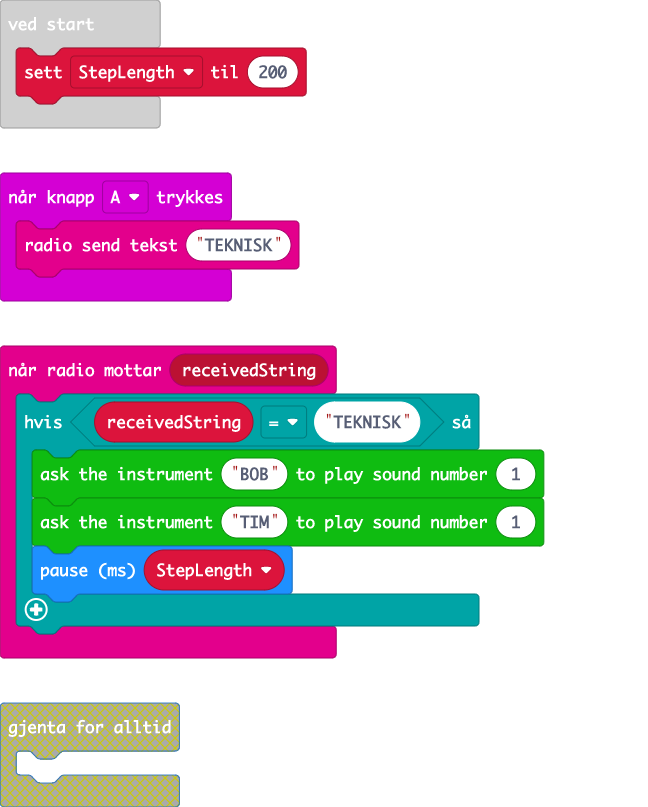 ved start
sett StepLength til 200
når knapp A trykkes
radio send tekst "TEKNISK"
når radio mottar receivedString
hvis receivedString = "TEKNISK" så
ask the instrument "BOB" to play sound number 1
ask the instrument "TIM" to play sound number 1
pause (ms) StepLength
gjenta for alltid